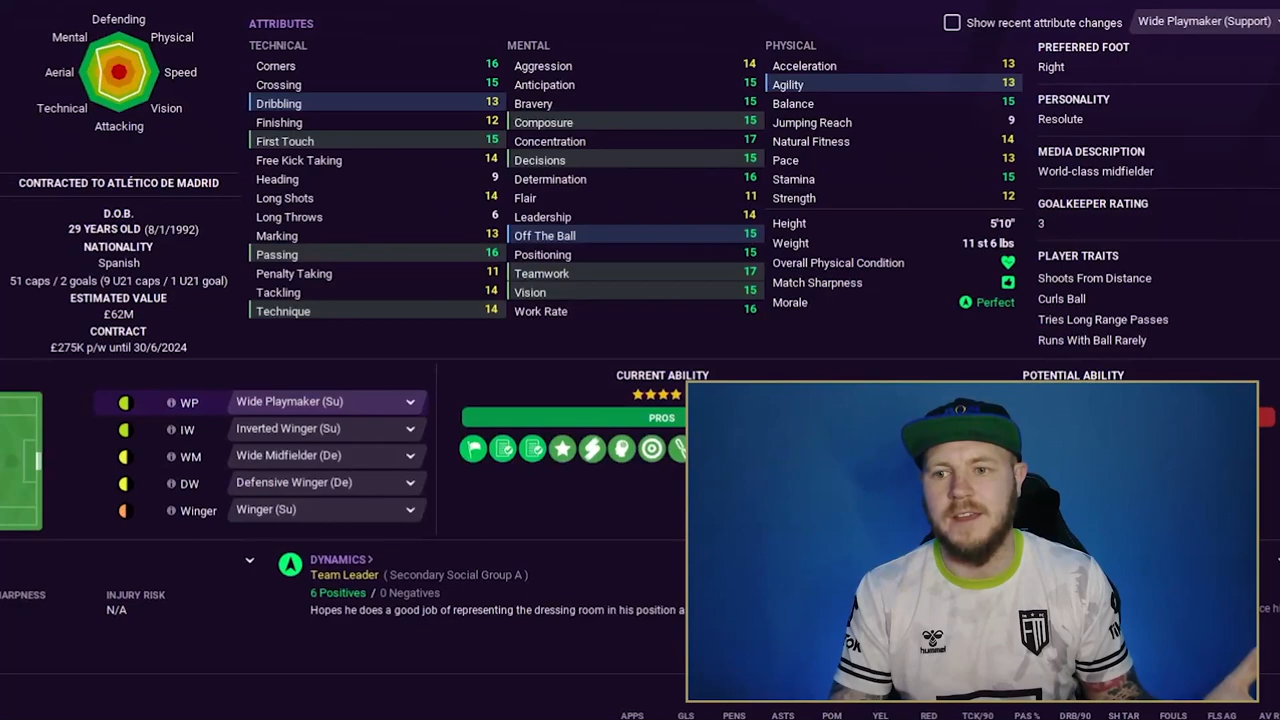 Defending
Mental
Physical
Aerial
Speed
Technical
Vision
Attacking
CONTRACTED TO ATLÉTICO DE MADRID
D.O.B.
29 YEARS OLD (8/1/1992)
NATIONALITY
Spanish
51 caps / 2 goals (9 U21 caps / 1 U21 goal)
ESTIMATED VALUE
£62M
CONTRACT
£275K p/w until 30/6/2024
ATTRIBUTES
Show recent attribute changes
Wide Playmaker (Support)
TECHNICAL
Corners 16
Crossing 15
Dribbling 13
Finishing 12
First Touch 15
Free Kick Taking 14
Heading 9
Long Shots 14
Long Throws 6
Marking 13
Passing 16
Penalty Taking 11
Tackling 14
Technique 14
MENTAL
Aggression 14
Anticipation 15
Bravery 15
Composure 15
Concentration 17
Decisions 15
Determination 16
Flair 11
Leadership 14
Off The Ball 15
Positioning 15
Teamwork 17
Vision 15
Work Rate 16
PHYSICAL
Acceleration 13
Agility 13
Balance 15
Jumping Reach 9
Natural Fitness 14
Pace 13
Stamina 15
Strength 12
Height 5'10"
Weight 11 st 6 lbs
Overall Physical Condition
Match Sharpness
Morale Perfect
PREFERRED FOOT
Right
PERSONALITY
Resolute
MEDIA DESCRIPTION
World-class midfielder
GOALKEEPER RATING
3
PLAYER TRAITS
Shoots From Distance
Curls Ball
Tries Long Range Passes
Runs With Ball Rarely
WP Wide Playmaker (Su)
IW Inverted Winger (Su)
WM Wide Midfielder (De)
DW Defensive Winger (De)
Winger Winger (Su)
CURRENT ABILITY
POTENTIAL ABILITY
PROS
HARPNESS
INJURY RISK
N/A
DYNAMICS >
Team Leader ( Secondary Social Group A )
6 Positives / 0 Negatives
Hopes he does a good job of representing the dressing room in his position a
hummel
FM
APPS GLS PENS ASTS POM YEL RED TCK/90 PAS % DRB/90 SH TAR FOULS FLS AG AV R